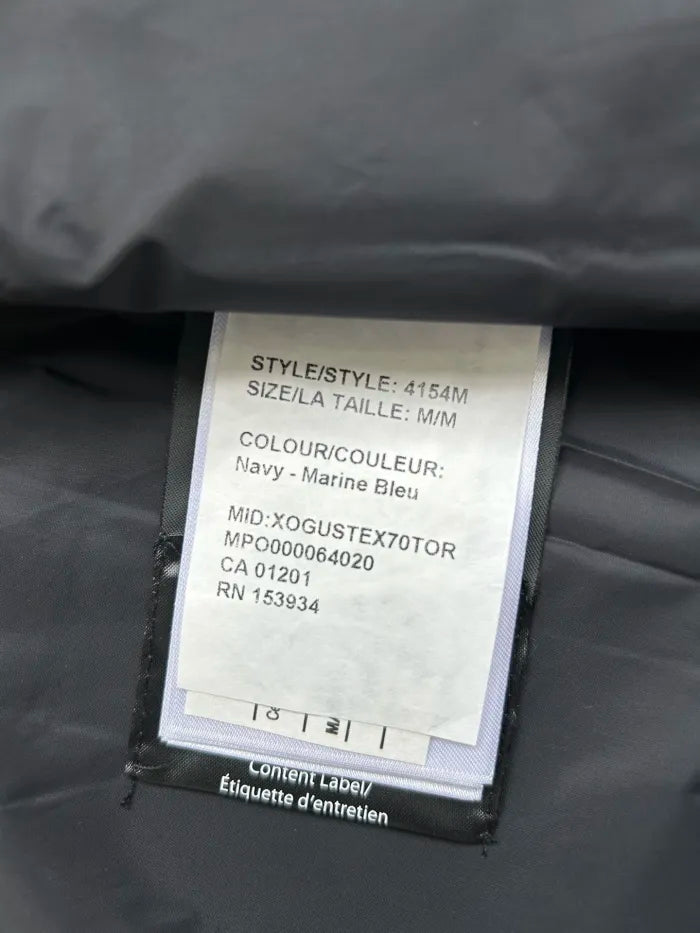 STYLE/STYLE: 4154M
SIZE/LA TAILLE: M/M
COLOUR/COULEUR:
Navy - Marine Bleu
MID:XOGUSTEX70TOR
MPO000064020
CA 01201
RN 153934
Content Label/
Étiquette d'entretien